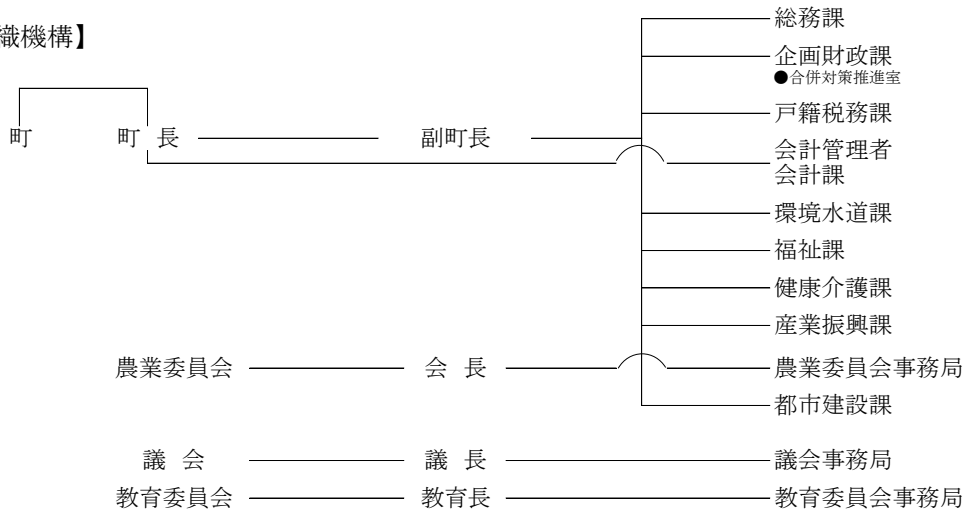 織機構】
総務課
企画財政課
●合併対策推進室
戸籍税務課
町 町 長 副町長
会計管理者
会計課
環境水道課
福祉課
健康介護課
産業振興課
農業委員会 会 長 農業委員会事務局
都市建設課
議 会 議 長 議会事務局
教育委員会 教育長 教育委員会事務局